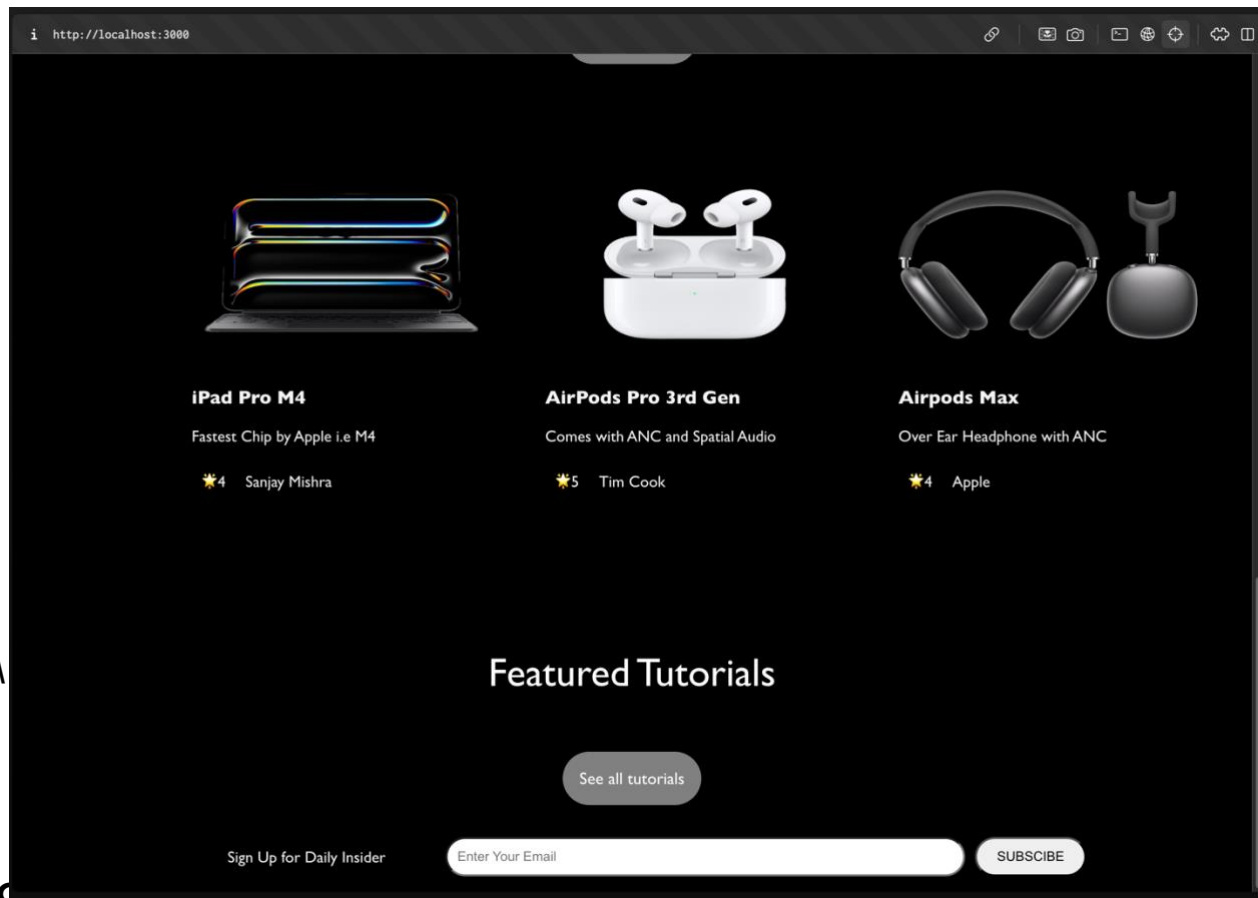 i http://localhost:3000
iPad Pro M4
AirPods Pro 3rd Gen
Airpods Max
Fastest Chip by Apple i.e M4
Comes with ANC and Spatial Audio
Over Ear Headphone with ANC
🌟4 Sanjay Mishra
🌟5 Tim Cook
🌟4 Apple
Featured Tutorials
See all tutorials
Sign Up for Daily Insider
Enter Your Email
SUBSCIBE